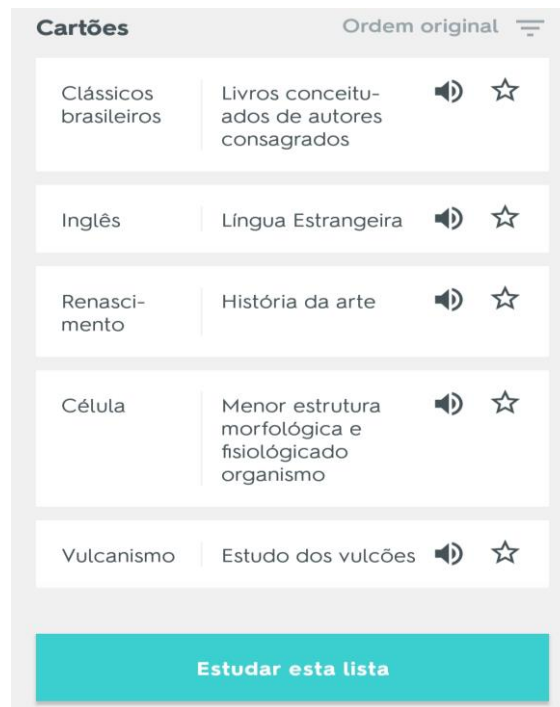 Cartões
Ordem original
Clássicos
brasileiros
Livros conceitu-
ados de autores
consagrados
Inglês
Língua Estrangeira
Renasci-
mento
História da arte
Célula
Menor estrutura
morfológica e
fisiológicado
organismo
Vulcanismo
Estudo dos vulcões
Estudar esta lista